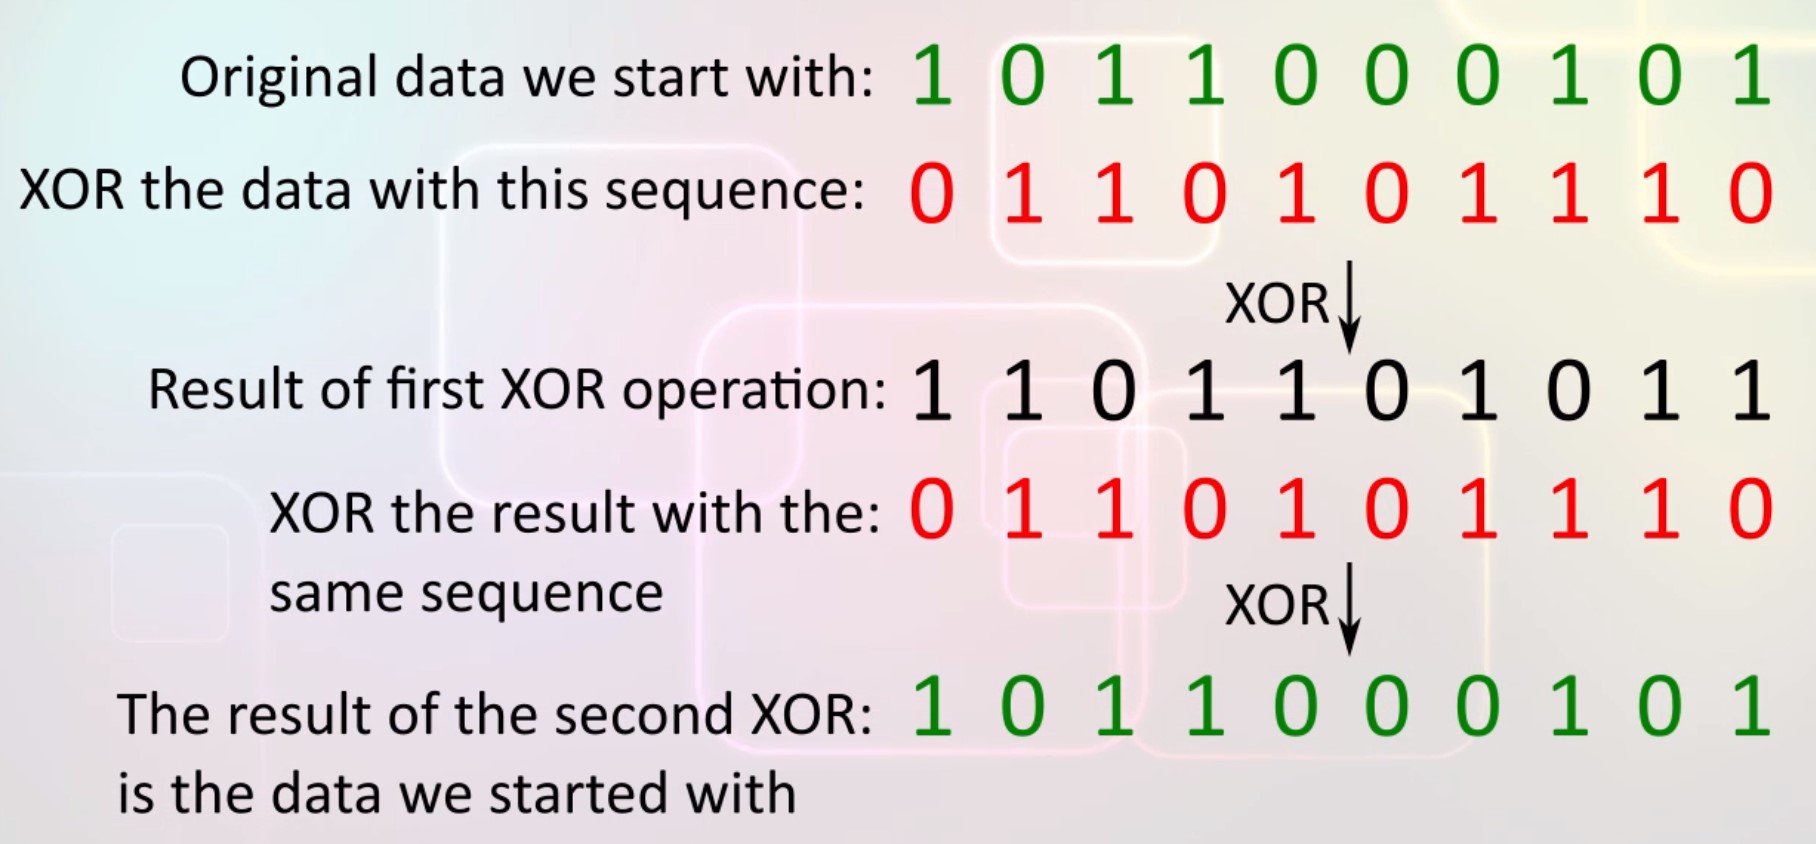 Original data we start with: 1 0 1 1 0 0 0 1 0 1
XOR the data with this sequence: 0 1 1 0 1 0 1 1 1 0
XOR
Result of first XOR operation: 1 1 0 1 1 0 1 0 1 1
XOR the result with the: 0 1 1 0 1 0 1 1 1 0
same sequence
XOR
The result of the second XOR: 1 0 1 1 0 0 0 1 0 1
is the data we started with